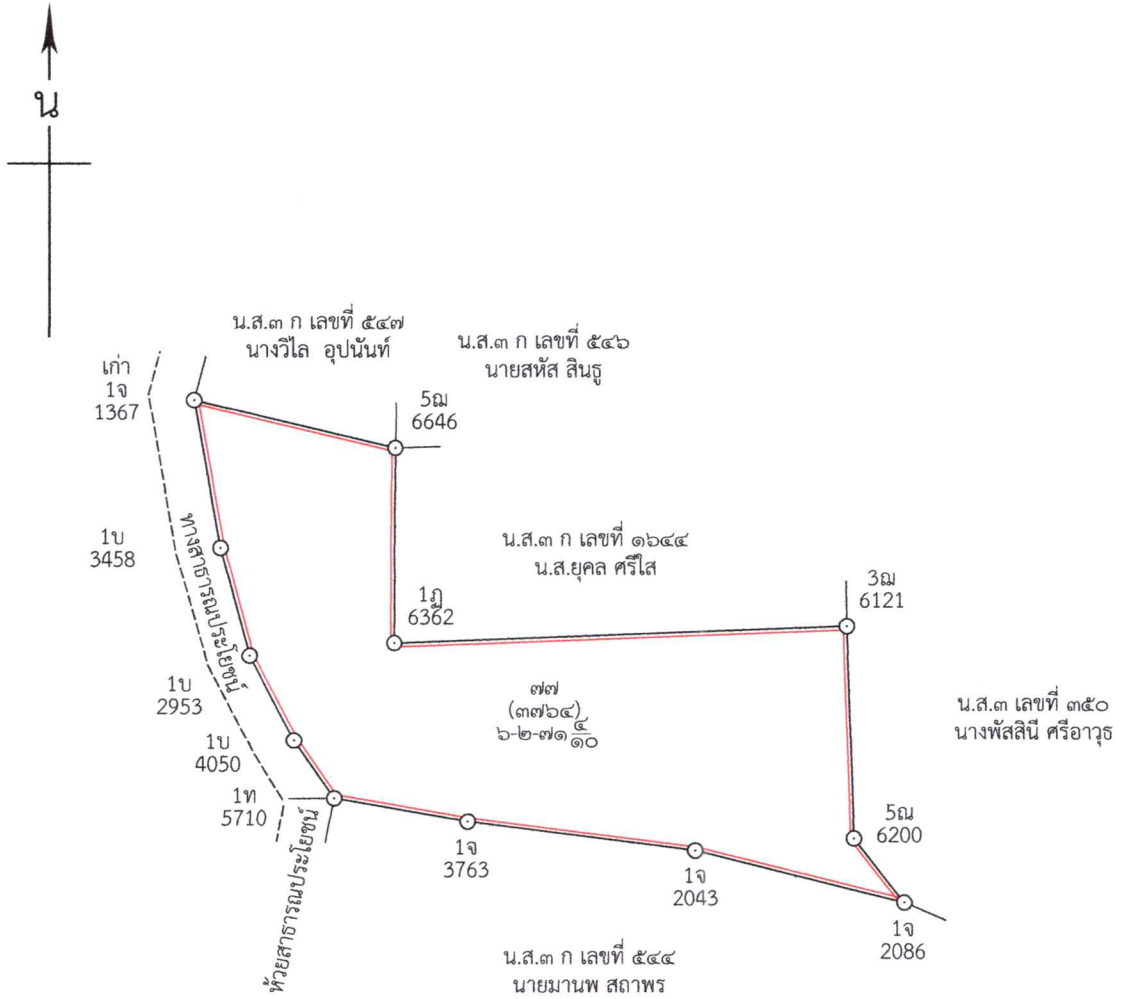 น
น.ส.๓ ก เลขที่ ๕๔๗
นางวิไล อุปนันท์
น.ส.๓ ก เลขที่ ๕๔๖
นายสหัส สินธู
เก่า
1จ
1367
5ฌ
6646
1บ
3458
ทางสาธารณประโยชน์
น.ส.๓ ก เลขที่ ๑๖๔๔
น.ส.ยุคล ศรีใส
1ฏ
6362
3ฌ
6121
1บ
2953
๗๗
(๓๗๖๔)
๖-๒-๗๑ ๔/๑๐
น.ส.๓ เลขที่ ๓๕๐
นางพัสสินี ศรีอาวุธ
1บ
4050
1ท
5710
5ณ
6200
1จ
3763
1จ
2043
ห้วยสาธารณประโยชน์
1จ
2086
น.ส.๓ ก เลขที่ ๕๔๔
นายมานพ สถาพร